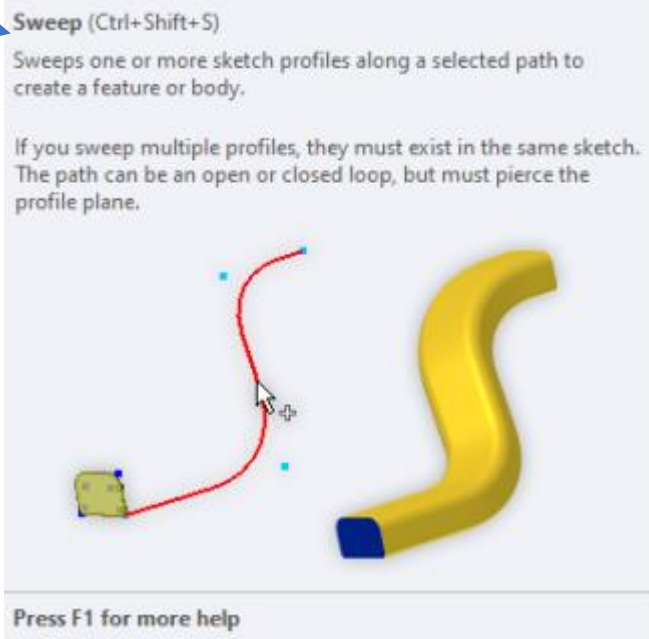 Sweep (Ctrl+Shift+S)
Sweeps one or more sketch profiles along a selected path to
create a feature or body.
If you sweep multiple profiles, they must exist in the same sketch.
The path can be an open or closed loop, but must pierce the
profile plane.
Press F1 for more help